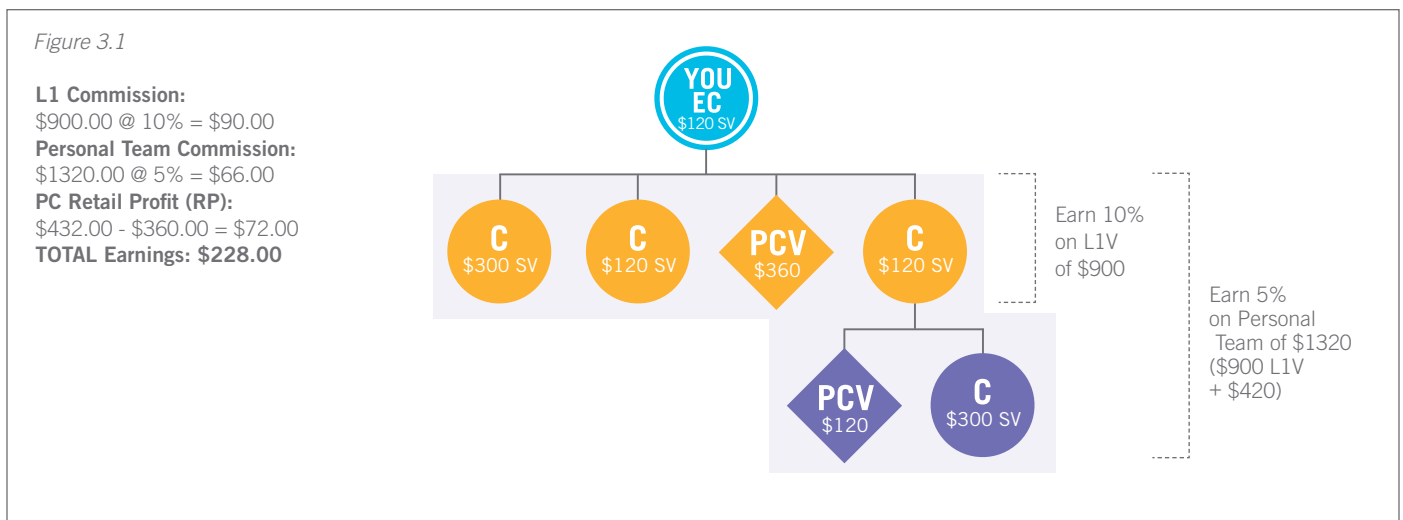 Figure 3.1
L1 Commission:
$900.00 @ 10% = $90.00
Personal Team Commission:
$1320.00 @ 5% = $66.00
PC Retail Profit (RP):
$432.00 - $360.00 = $72.00
TOTAL Earnings: $228.00
YOU
EC
$120 SV
C
$300 SV
C
$120 SV
PCV
$360
C
$120 SV
Earn 10%
on L1V
of $900
PCV
$120
C
$300 SV
Earn 5%
on Personal
Team of $1320
($900 L1V
+ $420)